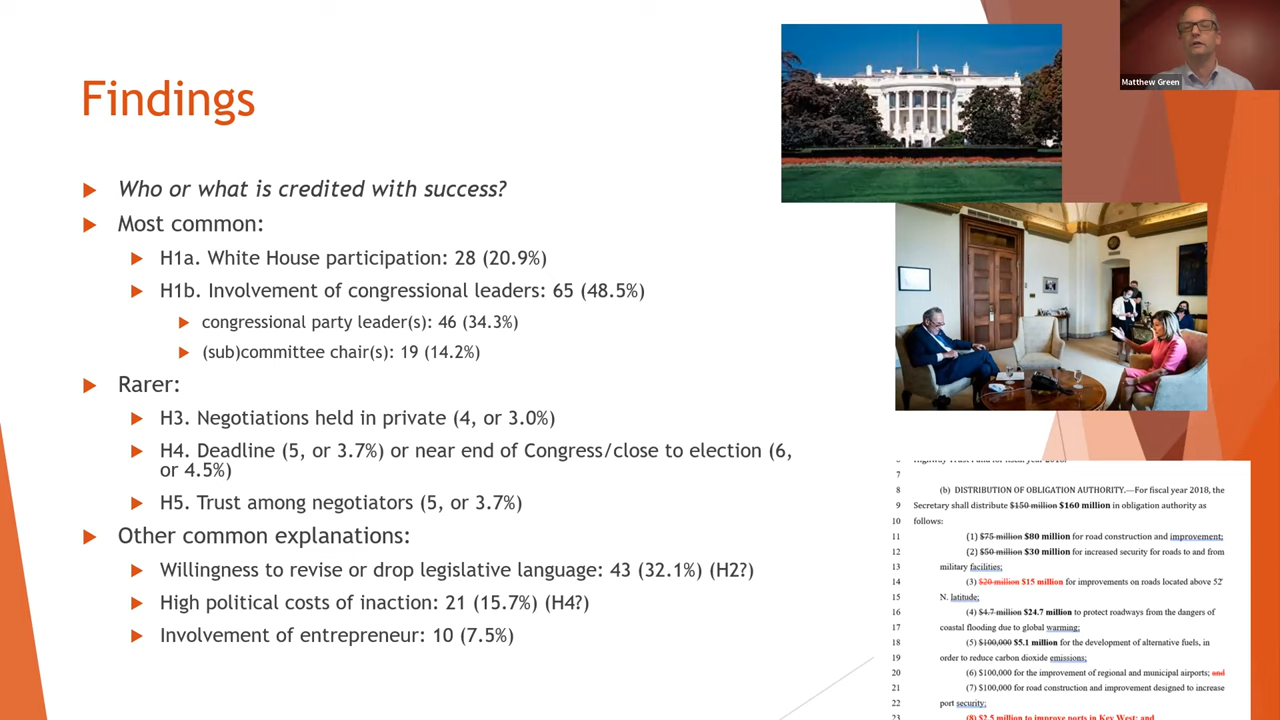 Findings
Who or what is credited with success?
Most common:
H1a. White House participation: 28 (20.9%)
H1b. Involvement of congressional leaders: 65 (48.5%)
congressional party leader(s): 46 (34.3%)
(sub)committee chair(s): 19 (14.2%)
Rarer:
H3. Negotiations held in private (4, or 3.0%)
H4. Deadline (5, or 3.7%) or near end of Congress/close to election (6,
or 4.5%)
H5. Trust among negotiators (5, or 3.7%)
Other common explanations:
Willingness to revise or drop legislative language: 43 (32.1%) (H2?)
High political costs of inaction: 21 (15.7%) (H4?)
Involvement of entrepreneur: 10 (7.5%)
Matthew Green
7
8 (b) DISTRIBUTION OF OBLIGATION AUTHORITY.—For fiscal year 2018, the
9 Secretary shall distribute $150 million $160 million in obligation authority as
10 follows:
11 (1) $75 million $80 million for road construction and improvement;
12 (2) $50 million $30 million for increased security for roads to and from
13 military facilities;
14 (3) $20 million $15 million for improvements on roads located above 52'
15 N. latitude;
16 (4) $4.7 million $24.7 million to protect roadways from the dangers of
17 coastal flooding due to global warming;
18 (5) $100,000 $5.1 million for the development of alternative fuels, in
19 order to reduce carbon dioxide emissions;
20 (6) $100,000 for the improvement of regional and municipal airports; and
21 (7) $100,000 for road construction and improvement designed to increase
22 port security;
23 (8) $2.5 million to improve ports in Key West; and